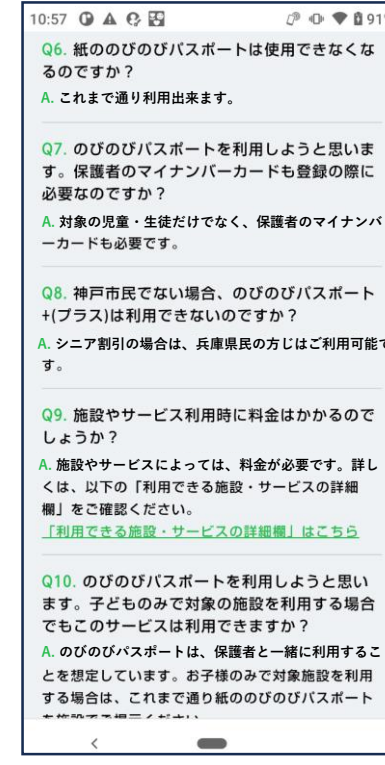 10:57 91%
Q6. 紙ののびのびパスポートは使用できなくな
るのですか？
A. これまで通り利用出来ます。
Q7. のびのびパスポートを利用しようと思いま
す。保護者のマイナンバーカードも登録の際に
必要なのですか？
A. 対象の児童・生徒だけでなく、保護者のマイナンバ
ーカードも必要です。
Q8. 神戸市民でない場合、のびのびパスポート
+(プラス)は利用できないのですか？
A. シニア割引の場合は、兵庫県民の方じはご利用可能で
す。
Q9. 施設やサービス利用時に料金はかかるので
しょうか？
A. 施設やサービスによっては、料金が必要です。詳し
くは、以下の「利用できる施設・サービスの詳細
欄」をご確認ください。
「利用できる施設・サービスの詳細欄」はこちら
Q10. のびのびパスポートを利用しようと思い
ます。子どものみで対象の施設を利用する場合
でもこのサービスは利用できますか？
A. のびのびパスポートは、保護者と一緒に利用するこ
とを想定しています。お子様のみで対象施設を利用
する場合は、これまで通り紙ののびのびパスポート